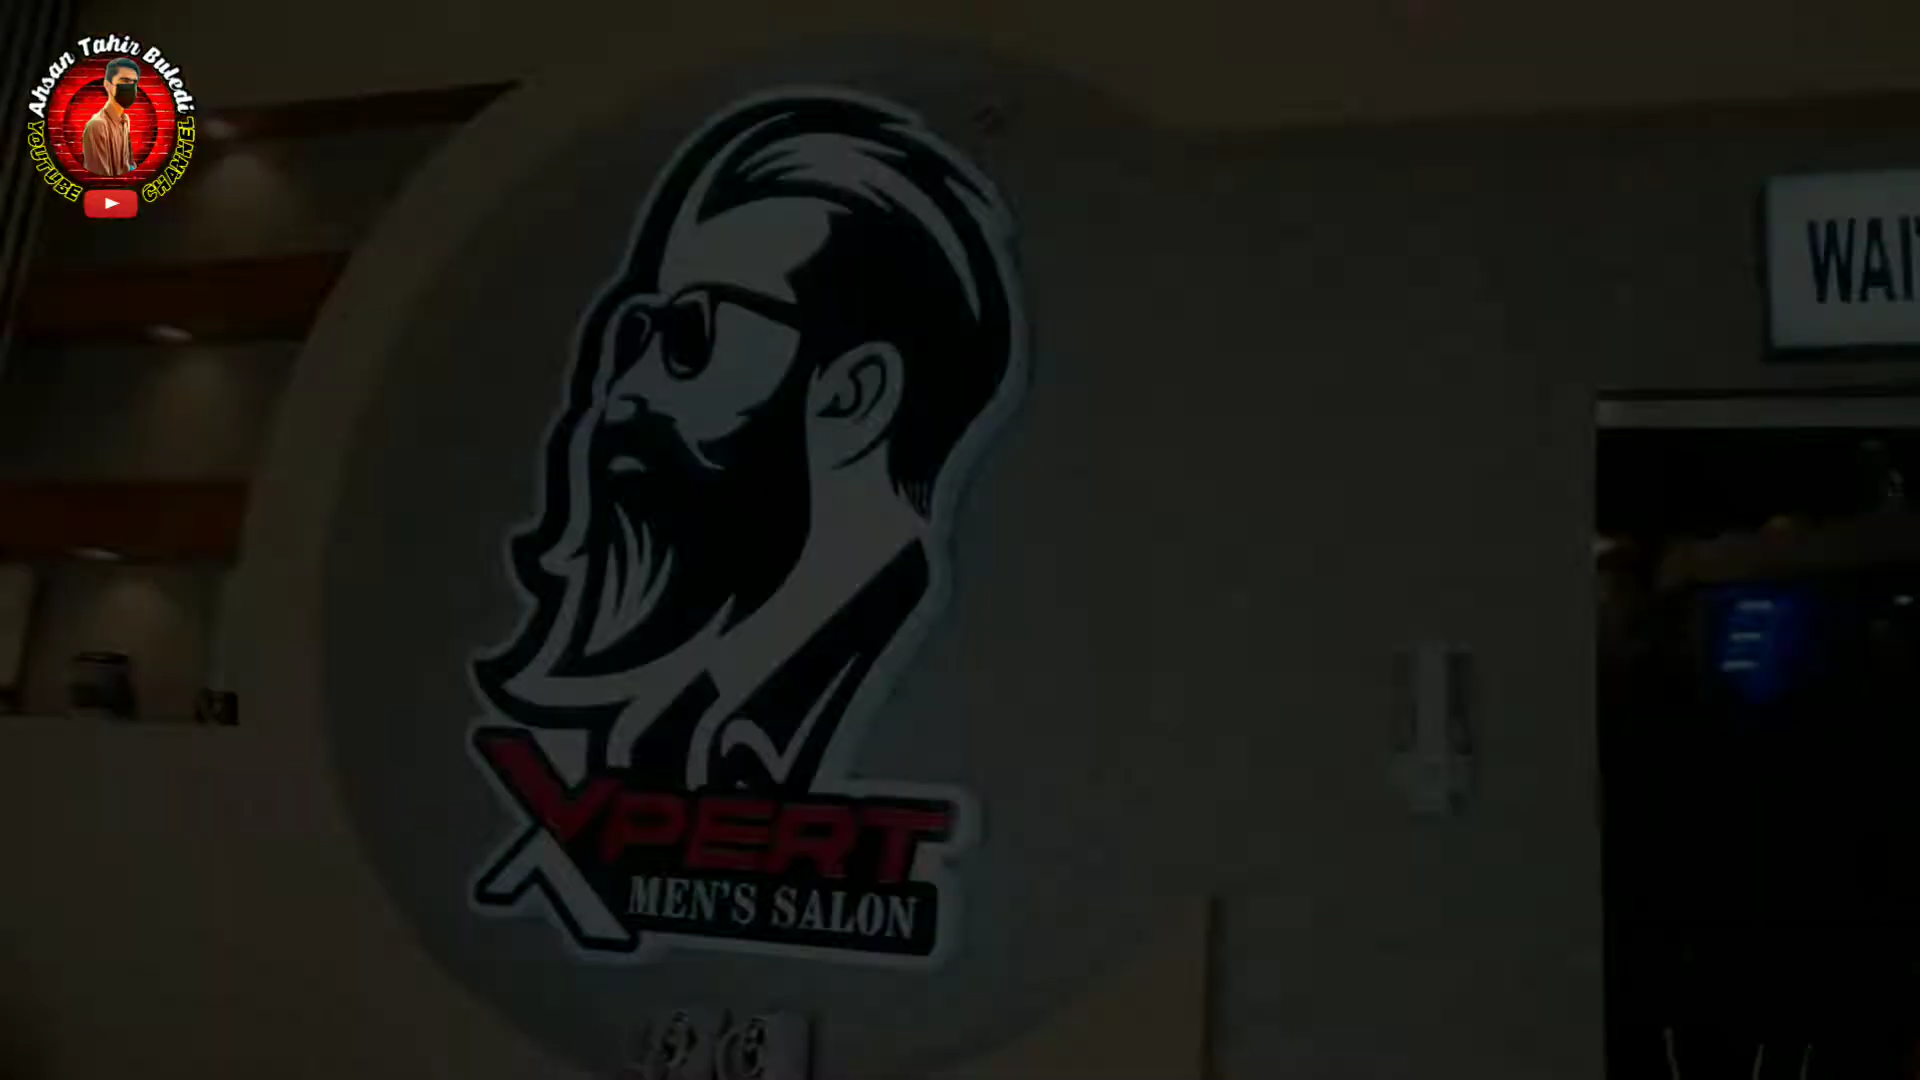 Ahsan Tahir Buledi
YOUTUBE CHANNEL
WAI
XPERT
MEN'S SALON